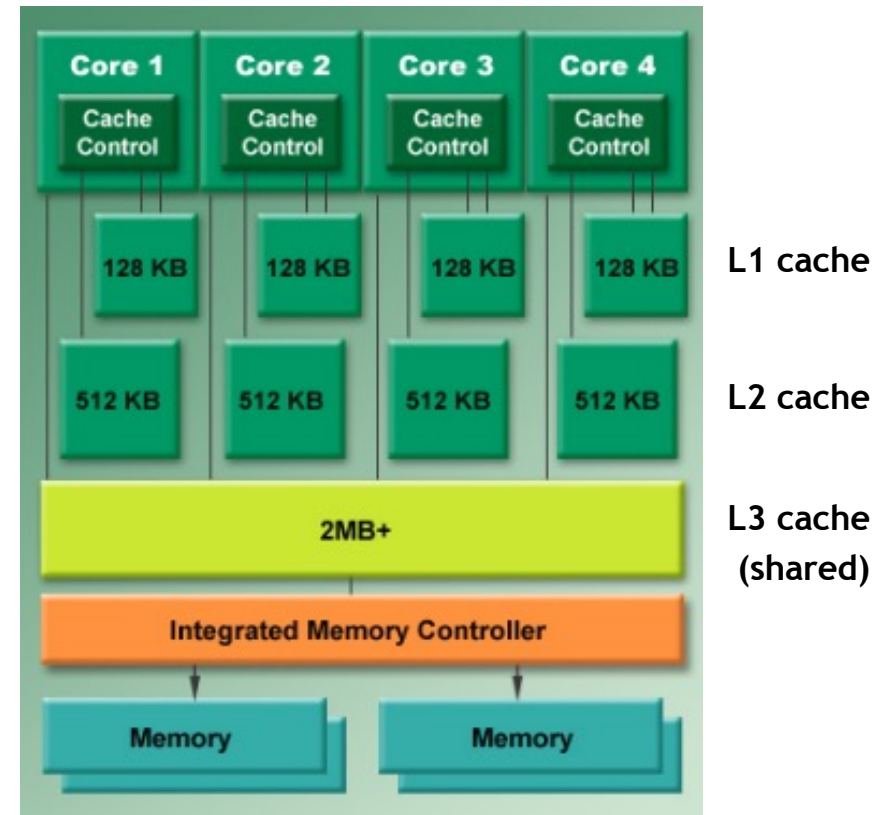 Core 1
Core 2
Core 3
Core 4
Cache
Control
Cache
Control
Cache
Control
Cache
Control
128 KB
128 KB
128 KB
128 KB
L1 cache
512 KB
512 KB
512 KB
512 KB
L2 cache
2MB+
L3 cache
(shared)
Integrated Memory Controller
Memory
Memory